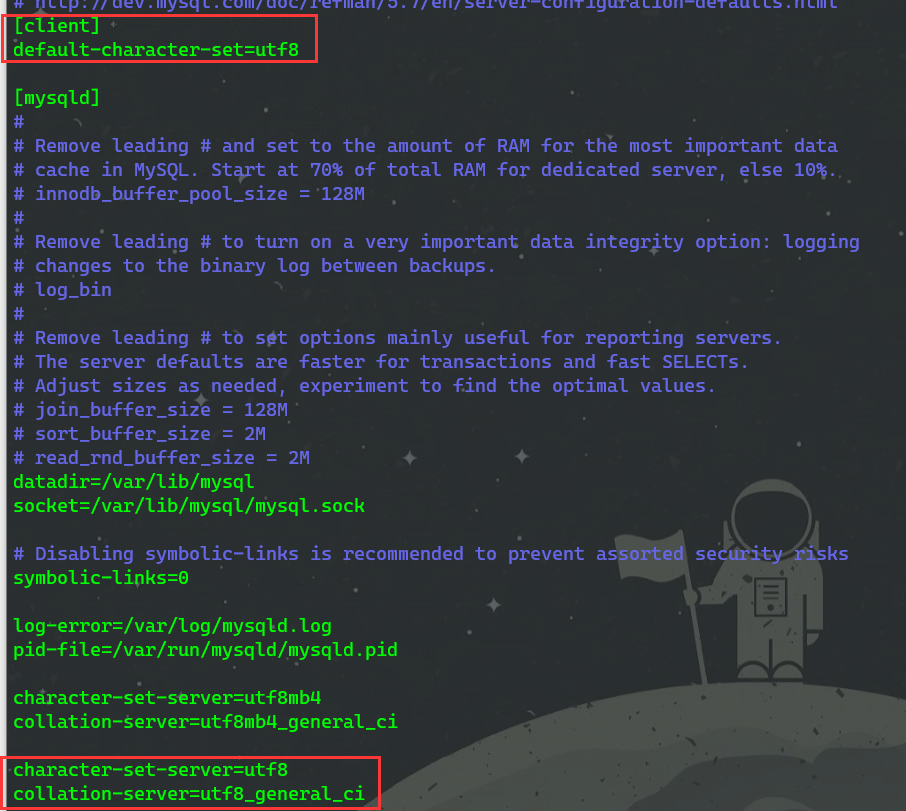 # http://dev.mysql.com/doc/refman/5.7/en/server-configuration-defaults.html
[client]
default-character-set=utf8
[mysqld]
#
# Remove leading # and set to the amount of RAM for the most important data
# cache in MySQL. Start at 70% of total RAM for dedicated server, else 10%.
# innodb_buffer_pool_size = 128M
#
# Remove leading # to turn on a very important data integrity option: logging
# changes to the binary log between backups.
# log_bin
#
# Remove leading # to set options mainly useful for reporting servers.
# The server defaults are faster for transactions and fast SELECTs.
# Adjust sizes as needed, experiment to find the optimal values.
# join_buffer_size = 128M
# sort_buffer_size = 2M
# read_rnd_buffer_size = 2M
datadir=/var/lib/mysql
socket=/var/lib/mysql/mysql.sock
# Disabling symbolic-links is recommended to prevent assorted security risks
symbolic-links=0
log-error=/var/log/mysqld.log
pid-file=/var/run/mysqld/mysqld.pid
character-set-server=utf8mb4
collation-server=utf8mb4_general_ci
character-set-server=utf8
collation-server=utf8_general_ci